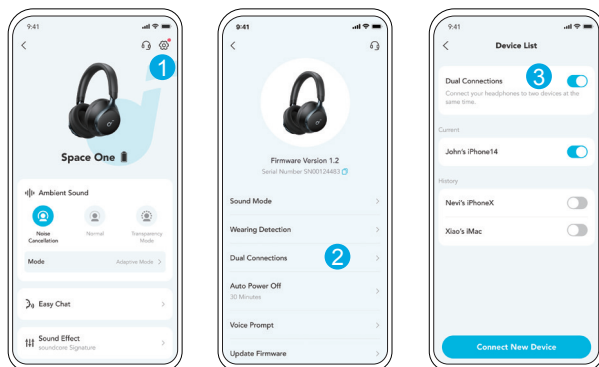 9:41
1
Space One
Ambient Sound
Noise
Cancellation
Normal
Transparency
Mode
Mode
Adaptive Mode
Easy Chat
Sound Effect
soundcore Signature
9:41
Firmware Version 1.2
Serial Number SN00124483
Sound Mode
Wearing Detection
Dual Connections
2
Auto Power Off
30 Minutes
Voice Prompt
Update Firmware
9:41
Device List
Dual Connections
3
Connect your headphones to two devices at the
same time.
Current
John's iPhone14
History
Nevi's iPhoneX
Xiao's iMac
Connect New Device